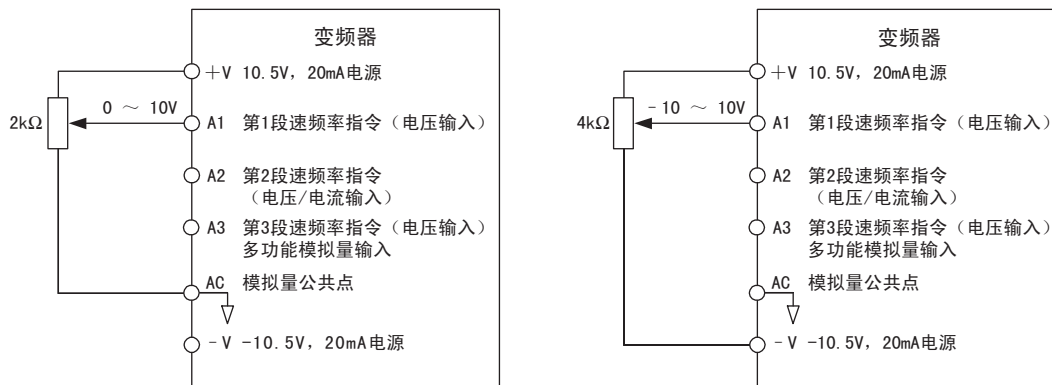 变频器
+V 10.5V, 20mA电源
0 ～ 10V
2kΩ
A1 第1段速频率指令（电压输入）
A2 第2段速频率指令
（电压/电流输入）
A3 第3段速频率指令（电压输入）
多功能模拟量输入
AC 模拟量公共点
-V -10.5V, 20mA电源
变频器
+V 10.5V, 20mA电源
-10 ～ 10V
4kΩ
A1 第1段速频率指令（电压输入）
A2 第2段速频率指令
（电压/电流输入）
A3 第3段速频率指令（电压输入）
多功能模拟量输入
AC 模拟量公共点
-V -10.5V, 20mA电源